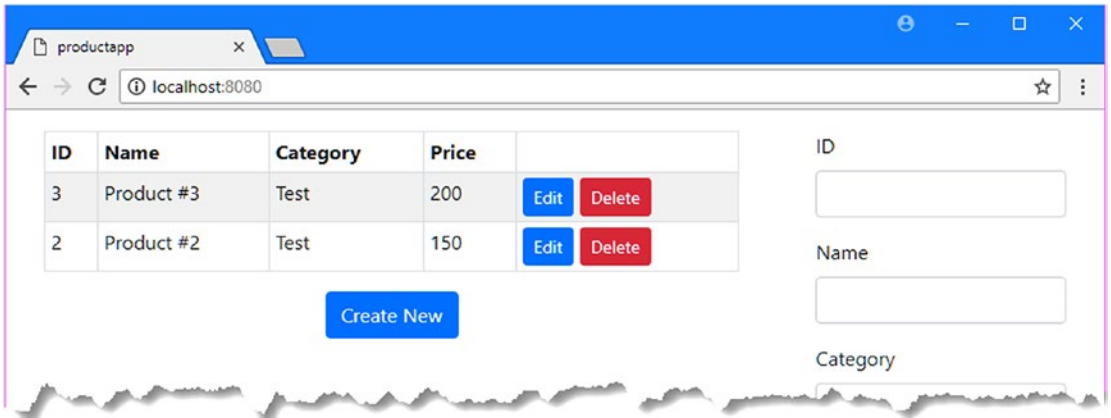 productapp
localhost:8080
ID Name Category Price
3 Product #3 Test 200 Edit Delete
2 Product #2 Test 150 Edit Delete
Create New
ID
Name
Category